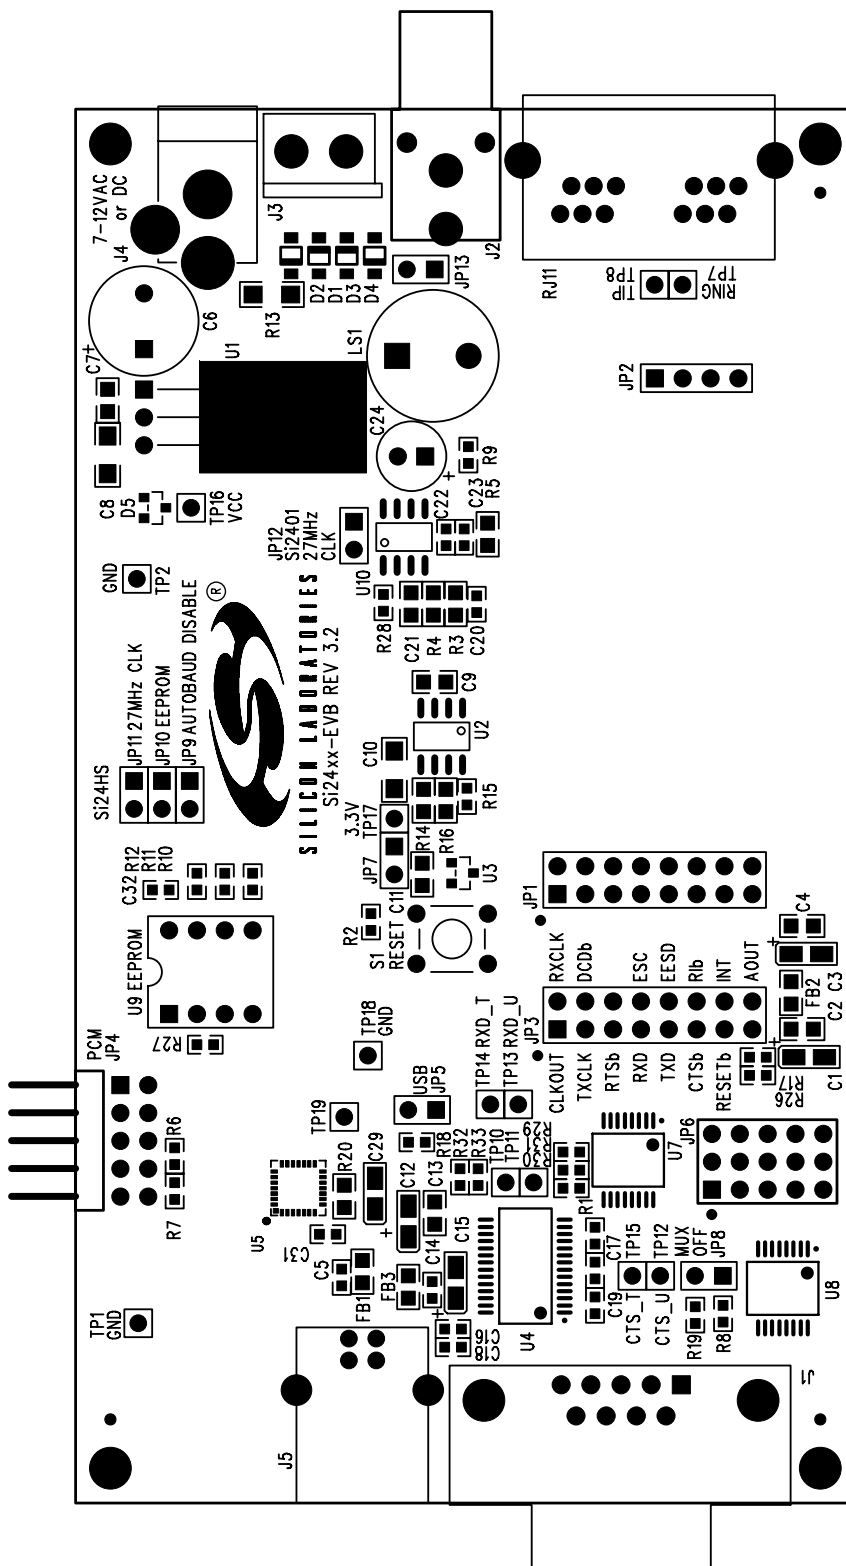 7-12VAC
or DC
J4
J3
J2
RJ11
TIP
TP8
RING
TP7
C6
R13
D2
D1
D3
D4
JP13
LS1
C7+
U1
JP2
C24
+
R9
C8
D5
TP16
VCC
JP12
Si2401
27MHz
CLK
C22
C23
R5
U10
GND
TP2
R28
C21
R4
R3
C20
®
SILICON LABORATORIES
Si24xx-EVB REV 3.2
Si24HS
JP11 27MHz CLK
JP10 EEPROM
JP9 AUTOBAUD DISABLE
C9
U2
C10
3.3V
TP17
JP7
R14
R16
R15
C11
U3
C32
R12
R11
R10
R2
S1
RESET
JP1
C4
+
C3
FB2
C2
+
C1
U9 EEPROM
R27
TP18
GND
JP3
RXCLK
DCDb
ESC
EESD
RIb
INT
AOUT
CLKOUT
TXCLK
RTSb
RXD
TXD
CTSb
RESETb
R17
R26
PCM
JP4
TP14 RXD_T
TP13 RXD_U
USB
JP5
TP19
R6
R7
R20
C29
R18
R32
R33
TP10
TP11
R29
R31
R30
R1
U7
JP6
U5
C31
C12
+
C13
C5
FB1
FB3
C14
C15
+
C16
C18
U4
C17
C19
TP15
CTS_T
TP12
CTS_U
MUX
OFF
JP8
R19
R8
U8
TP1
GND
J5
J1